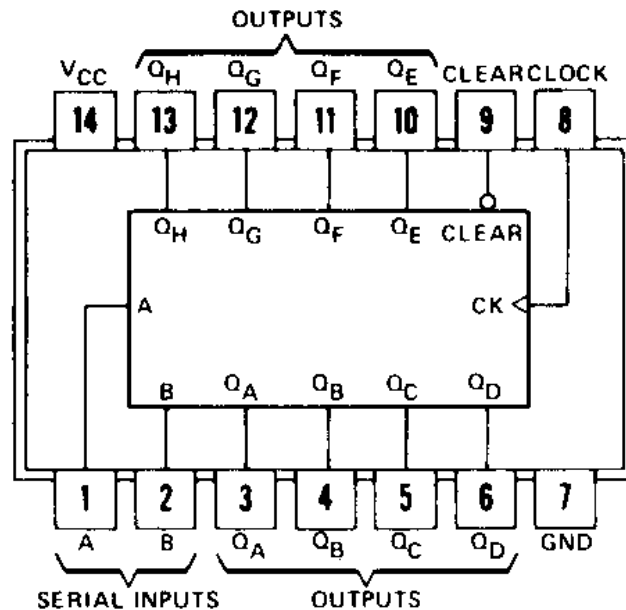 OUTPUTS
VCC QH QG QF QE CLEAR CLOCK
14 13 12 11 10 9 8
QH QG QF QE CLEAR
A CK
B QA QB QC QD
1 2 3 4 5 6 7
A B QA QB QC QD GND
SERIAL INPUTS OUTPUTS